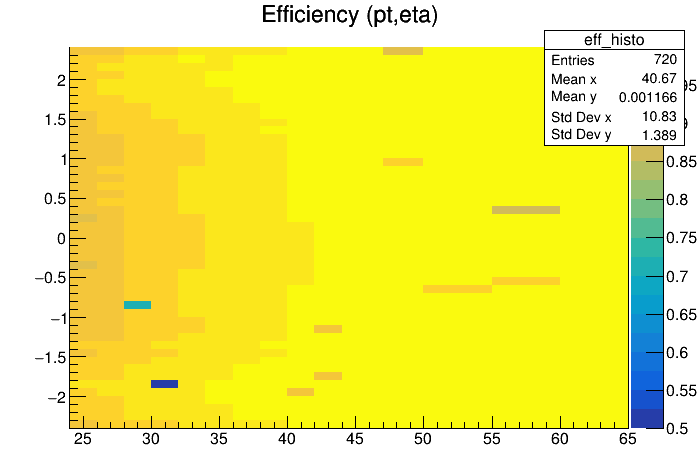 Efficiency (pt,eta)
eff_histo
Entries 720
Mean x 40.67
Mean y 0.001166
Std Dev x 10.83
Std Dev y 1.389
2
1.5
1
0.5
0
−0.5
−1
−1.5
−2
25 30 35 40 45 50 55 60 65
0.85
0.8
0.75
0.7
0.65
0.6
0.55
0.5